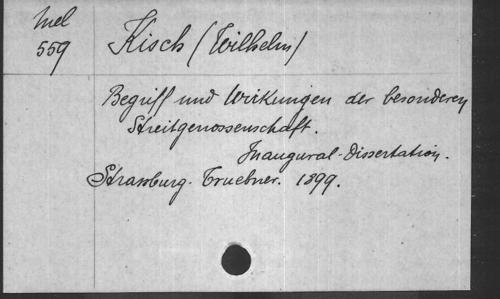 Mel
559
Kisch (Wilhelm)
Begriff und Wirkungen der besonderen
Streitgenossenschaft.
Inaugural-Dissertation.
Strassburg. Truebner. 1899.